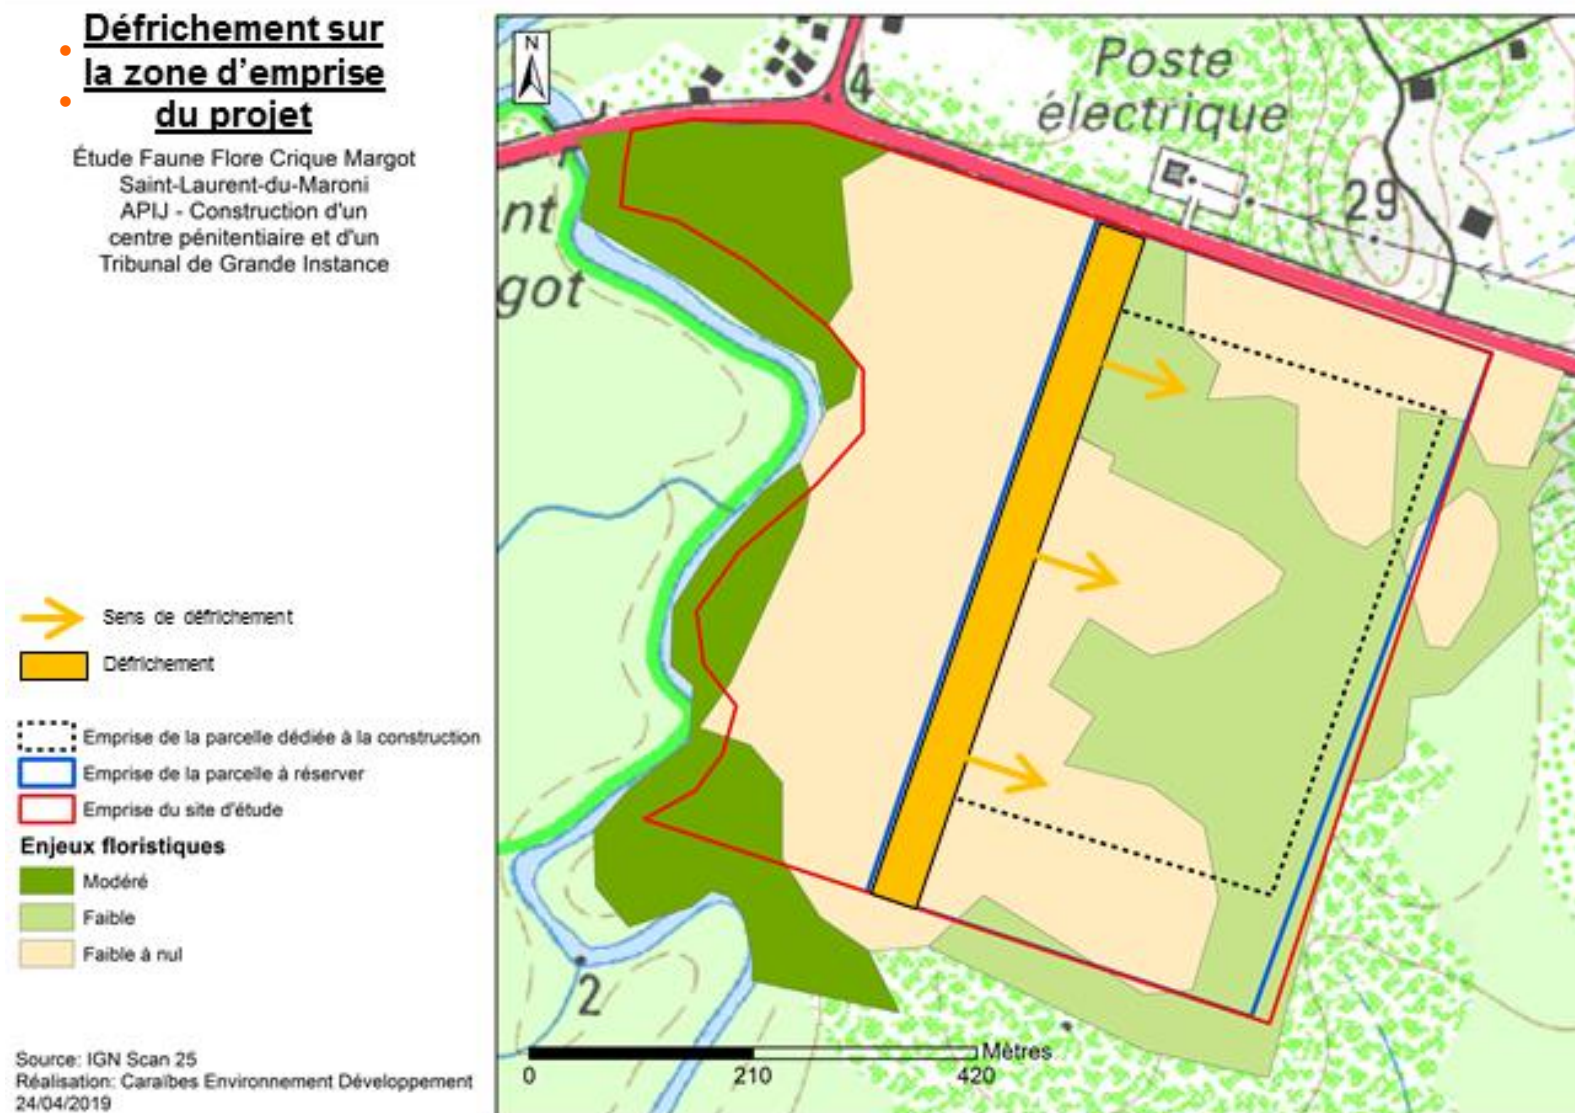 Défrichement sur
la zone d'emprise
du projet
Étude Faune Flore Crique Margot
Saint-Laurent-du-Maroni
APIJ - Construction d'un
centre pénitentiaire et d'un
Tribunal de Grande Instance
Sens de défrichement
Défrichement
Emprise de la parcelle dédiée à la construction
Emprise de la parcelle à réserver
Emprise du site d'étude
Enjeux floristiques
Modéré
Faible
Faible à nul
Source: IGN Scan 25
Réalisation: Caraïbes Environnement Développement
24/04/2019
N
Poste
électrique
4
29
nt
got
2
Mètres
0 210 420